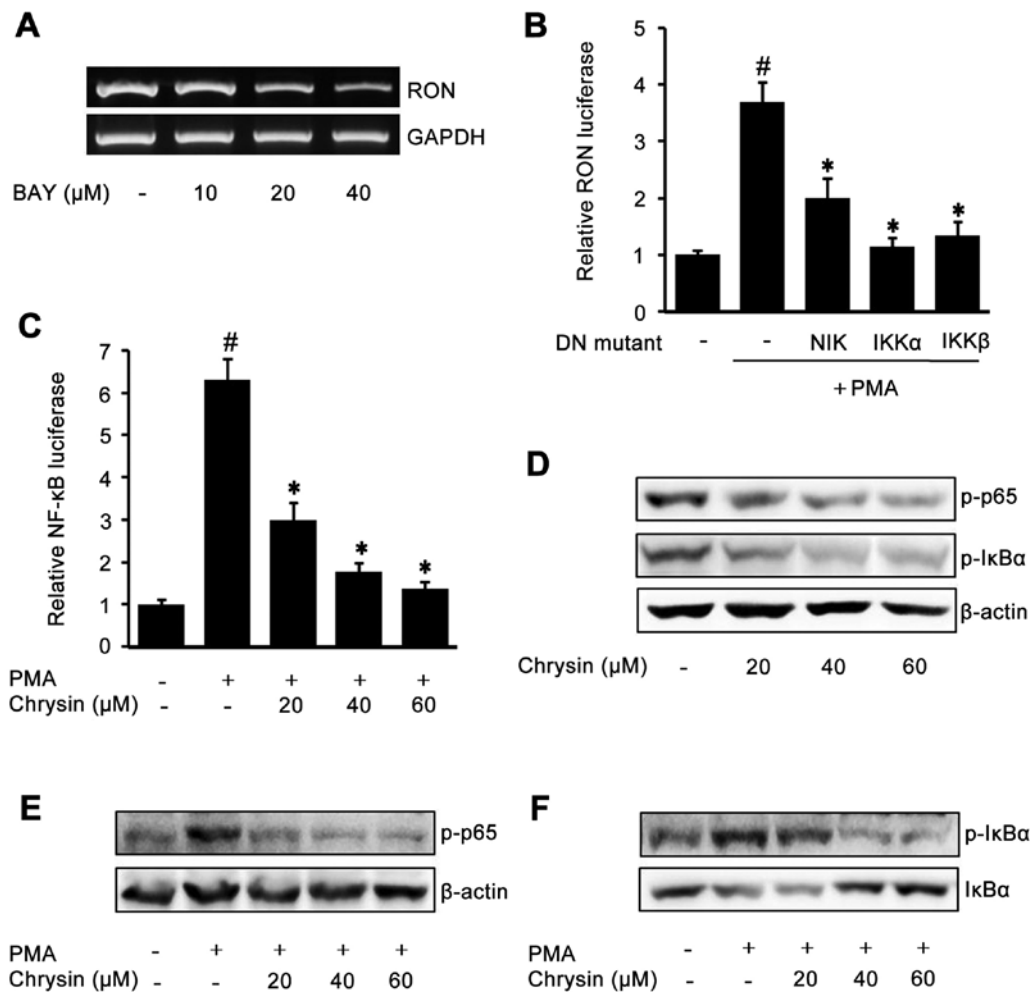 A
RON
GAPDH
BAY (μM) - 10 20 40
B
Relative RON luciferase
5
4
3
2
1
0
#
*
*
*
DN mutant - - NIK IKKα IKKβ
+ PMA
C
Relative NF-κB luciferase
7
6
5
4
3
2
1
0
#
*
*
*
PMA - + + + +
Chrysin (μM) - - 20 40 60
D
p-p65
p-IκBα
β-actin
Chrysin (μM) - 20 40 60
E
p-p65
β-actin
PMA - + + + +
Chrysin (μM) - - 20 40 60
F
p-IκBα
IκBα
PMA - + + + +
Chrysin (μM) - - 20 40 60